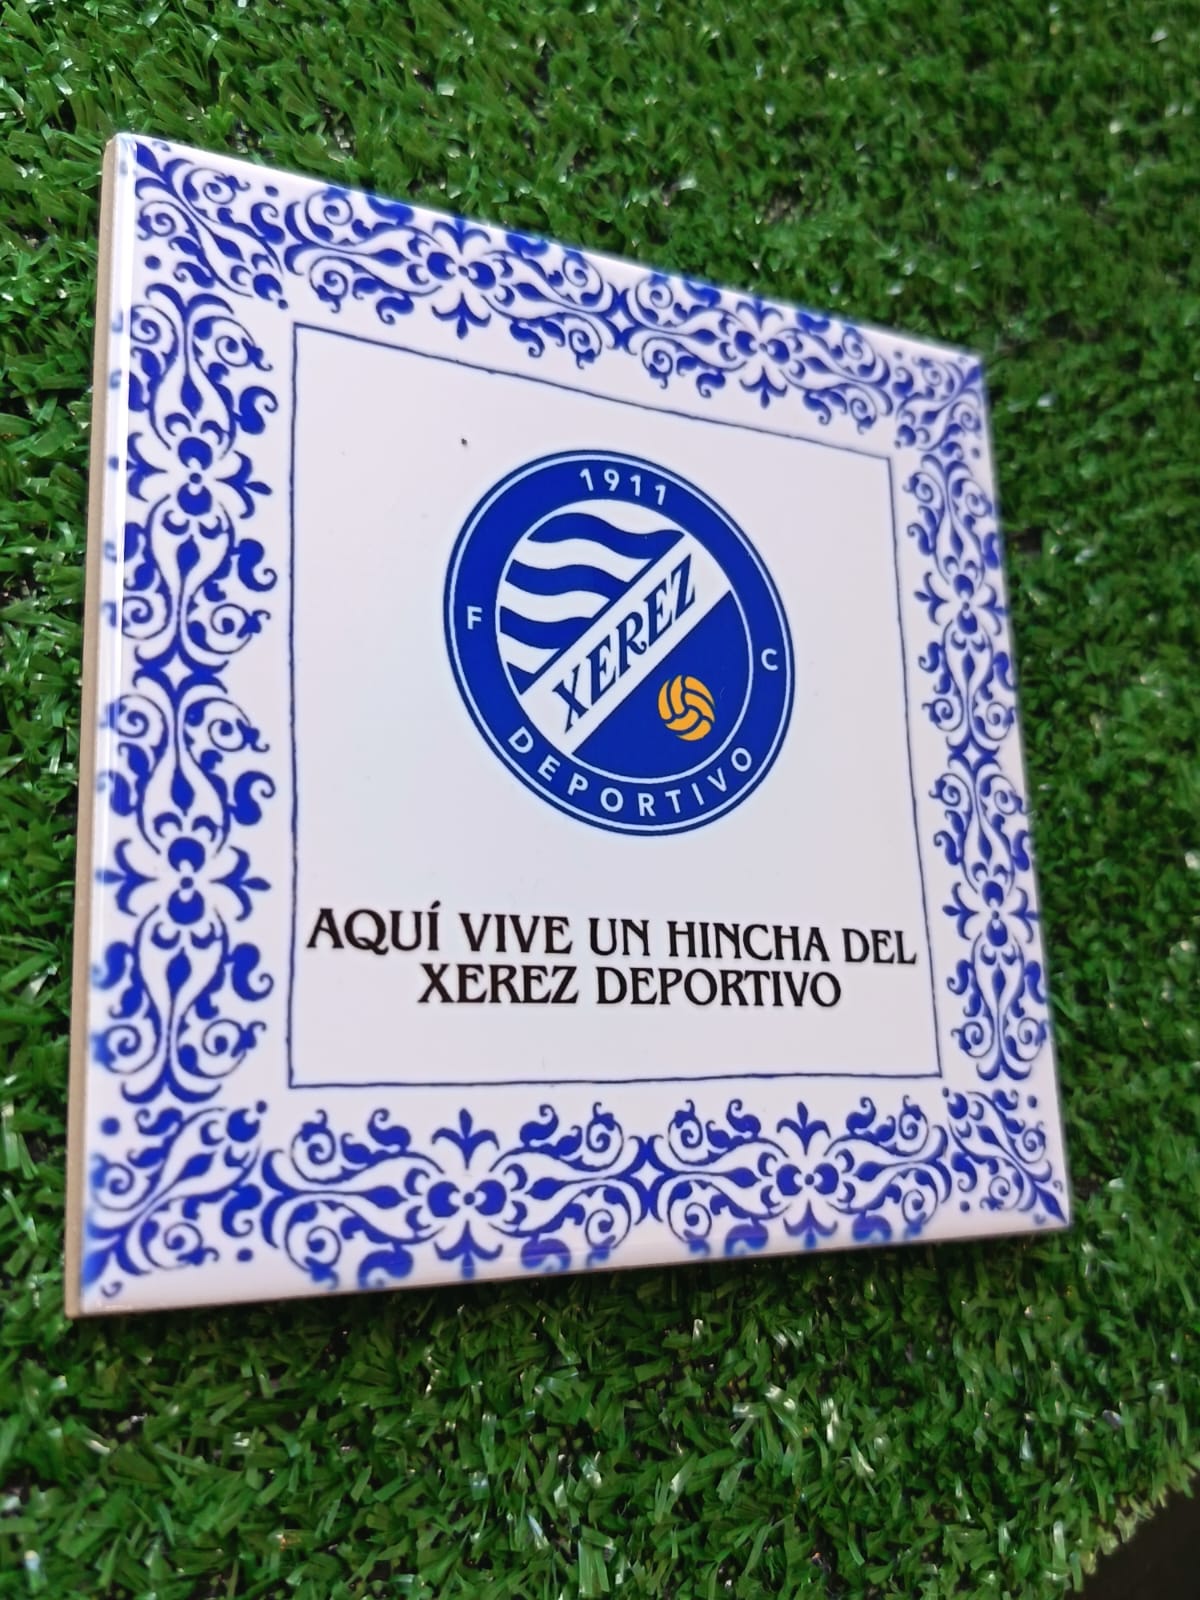 1911
F
C
XEREZ
DEPORTIVO
AQUÍ VIVE UN HINCHA DEL
XEREZ DEPORTIVO